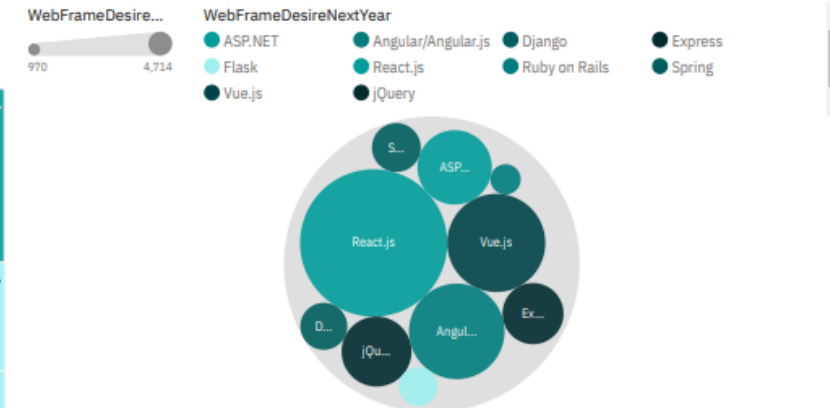 WebFrameDesire...
970 4,714
WebFrameDesireNextYear
ASP.NET Angular/Angular.js Django Express
Flask React.js Ruby on Rails Spring
Vue.js jQuery
S...
ASP...
React.js
Vue.js
Ex...
D...
Angul...
jQu...